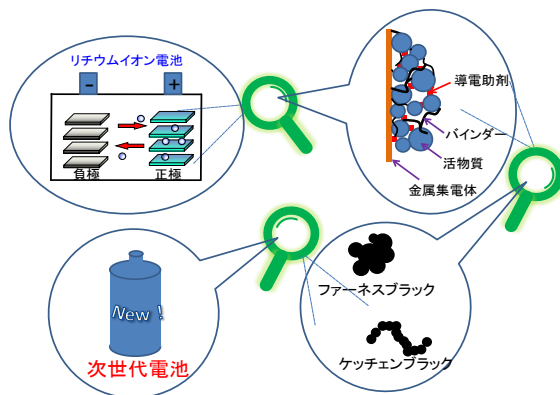 リチウムイオン電池
-
+
負極
正極
導電助剤
バインダー
活物質
金属集電体
ファーネスブラック
ケッチェンブラック
New !
次世代電池